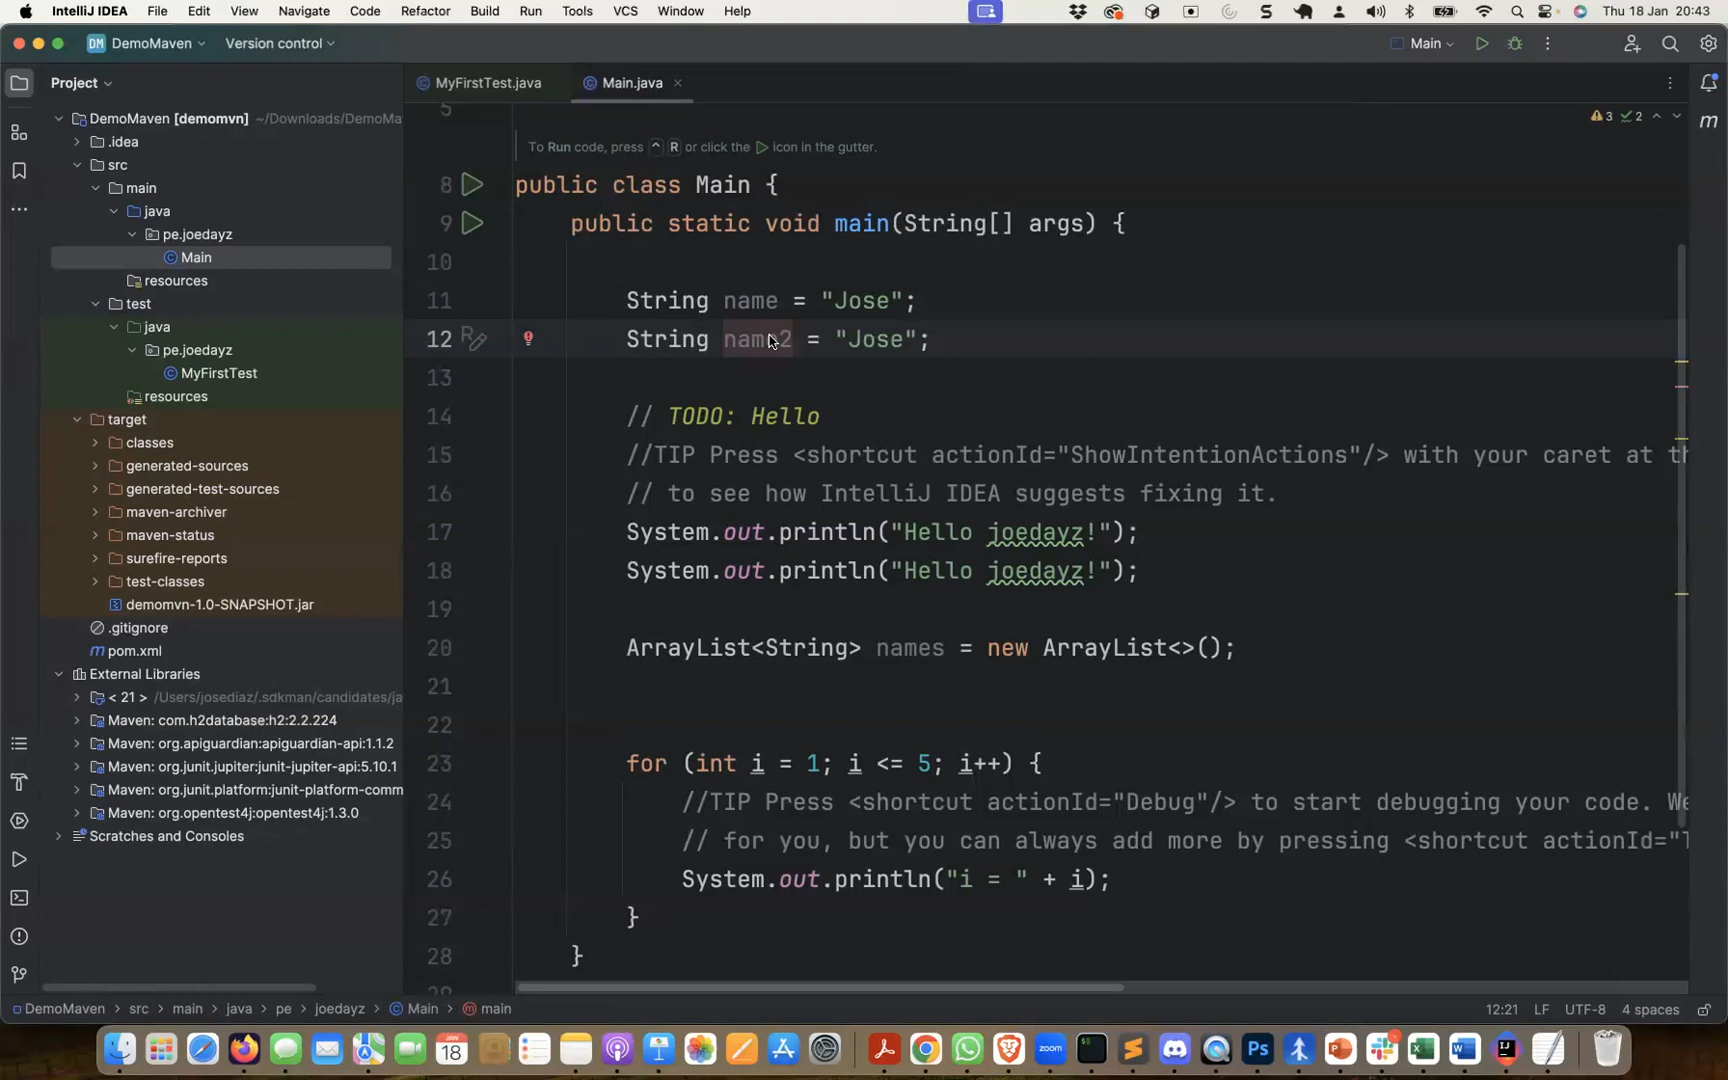 IntelliJ IDEA File Edit View Navigate Code Refactor Build Run Tools VCS Window Help Thu 18 Jan 20:43
DM DemoMaven Version control Main
Project
MyFirstTest.java Main.java
DemoMaven [demomvn] ~/Downloads/DemoMa
.idea
src
main
java
pe.joedayz
Main
resources
test
java
pe.joedayz
MyFirstTest
resources
target
classes
generated-sources
generated-test-sources
maven-archiver
maven-status
surefire-reports
test-classes
demomvn-1.0-SNAPSHOT.jar
.gitignore
pom.xml
External Libraries
< 21 > /Users/josediaz/.sdkman/candidates/ja
Maven: com.h2database:h2:2.2.224
Maven: org.apiguardian:apiguardian-api:1.1.2
Maven: org.junit.jupiter:junit-jupiter-api:5.10.1
Maven: org.junit.platform:junit-platform-comm
Maven: org.opentest4j:opentest4j:1.3.0
Scratches and Consoles
5
To Run code, press ⌃ R or click the icon in the gutter.
3 2
8 public class Main {
9 public static void main(String[] args) {
10
11 String name = "Jose";
12 String name2 = "Jose";
13
14 // TODO: Hello
15 //TIP Press <shortcut actionId="ShowIntentionActions"/> with your caret at th
16 // to see how IntelliJ IDEA suggests fixing it.
17 System.out.println("Hello joedayz!");
18 System.out.println("Hello joedayz!");
19
20 ArrayList<String> names = new ArrayList<>();
21
22
23 for (int i = 1; i <= 5; i++) {
24 //TIP Press <shortcut actionId="Debug"/> to start debugging your code. We
25 // for you, but you can always add more by pressing <shortcut actionId="T
26 System.out.println("i = " + i);
27 }
28 }
DemoMaven > src > main > java > pe > joedayz > Main > main 12:21 LF UTF-8 4 spaces
JAN
18
zoom
Ps
IJ